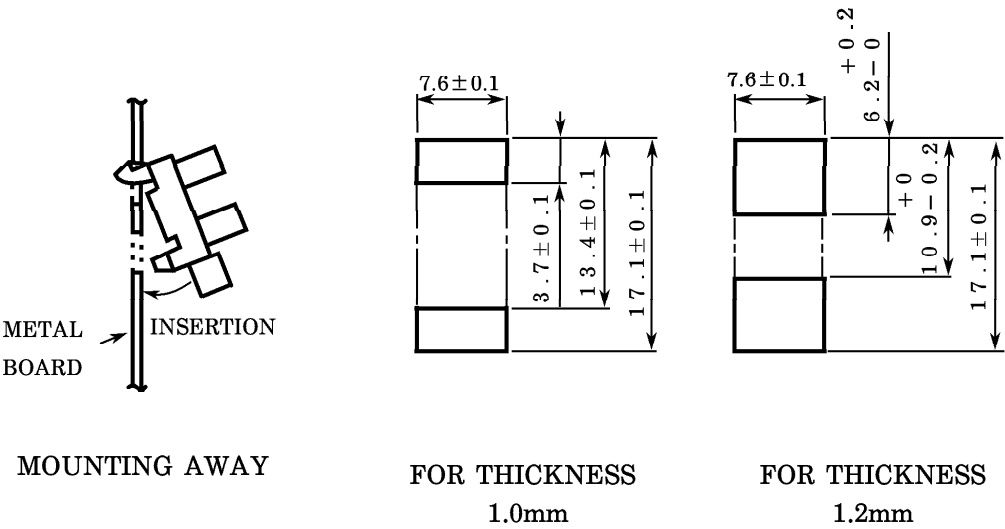 METAL
BOARD
INSERTION
MOUNTING AWAY
7.6±0.1
3.7±0.1
13.4±0.1
17.1±0.1
FOR THICKNESS
1.0mm
7.6±0.1
+0.2
6.2-0
+0
10.9-0.2
17.1±0.1
FOR THICKNESS
1.2mm